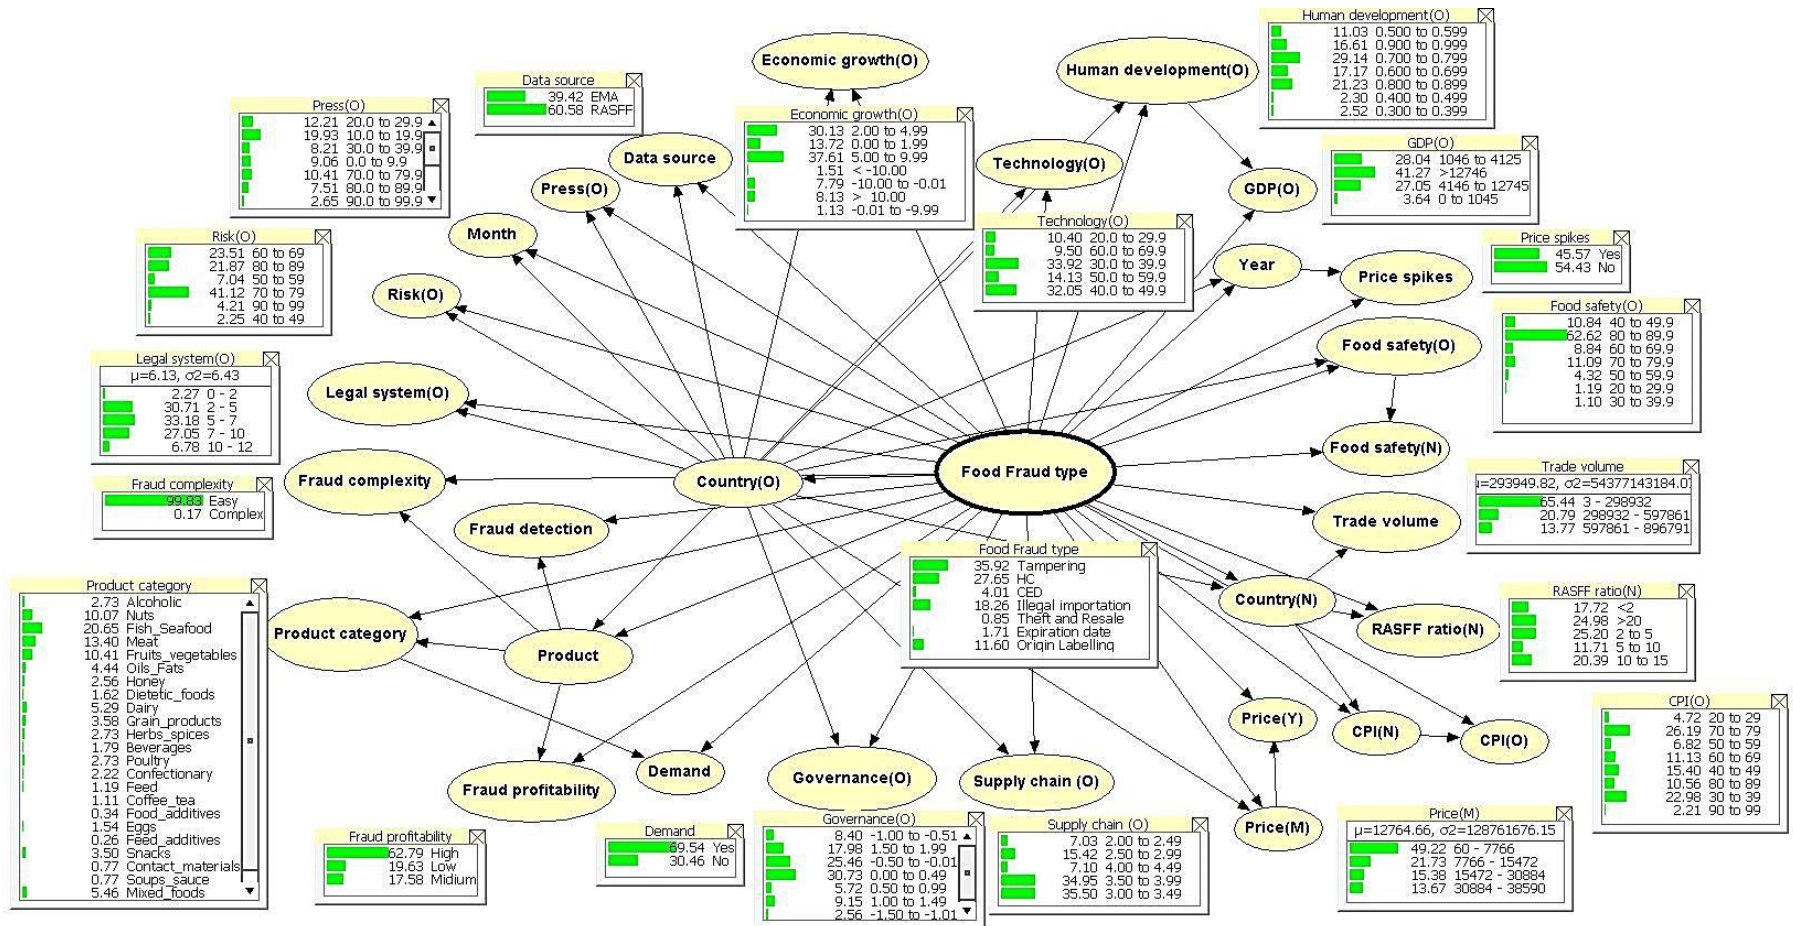 Economic growth(O)
Human development(O)
Human development(O)
11.03 0.500 to 0.599
16.61 0.900 to 0.999
29.14 0.700 to 0.799
17.17 0.600 to 0.699
21.23 0.800 to 0.899
2.30 0.400 to 0.499
2.52 0.300 to 0.399
Data source
39.42 EMA
60.58 RASFF
Press(O)
12.21 20.0 to 29.9
19.93 10.0 to 19.9
8.21 30.0 to 39.9
9.06 0.0 to 9.9
10.41 70.0 to 79.9
7.51 80.0 to 89.9
2.65 90.0 to 99.9
Economic growth(O)
30.13 2.00 to 4.99
13.72 0.00 to 1.99
37.61 5.00 to 9.99
1.51 < -10.00
7.79 -10.00 to -0.01
8.13 > 10.00
1.13 -0.01 to -9.99
Data source
Technology(O)
GDP(O)
28.04 1046 to 4125
41.27 >12746
27.05 4146 to 12745
3.64 0 to 1045
Press(O)
GDP(O)
Month
Technology(O)
10.40 20.0 to 29.9
9.50 60.0 to 69.9
33.92 30.0 to 39.9
14.13 50.0 to 59.9
32.05 40.0 to 49.9
Risk(O)
23.51 60 to 69
21.87 80 to 89
7.04 50 to 59
41.12 70 to 79
4.21 90 to 99
2.25 40 to 49
Price spikes
45.57 Yes
54.43 No
Year
Price spikes
Risk(O)
Food safety(O)
10.84 40 to 49.9
62.62 80 to 89.9
8.84 60 to 69.9
11.09 70 to 79.9
4.32 50 to 59.9
1.19 20 to 29.9
1.10 30 to 39.9
Food safety(O)
Legal system(O)
μ=6.13, σ2=6.43
2.27 0 - 2
30.71 2 - 5
33.18 5 - 7
27.05 7 - 10
6.78 10 - 12
Legal system(O)
Food safety(N)
Food Fraud type
Country(O)
Fraud complexity
Fraud complexity
99.83 Easy
0.17 Complex
Trade volume
μ=293949.82, σ2=54377143184.0
65.44 3 - 298932
20.79 298932 - 597861
13.77 597861 - 896791
Fraud detection
Trade volume
Food Fraud type
35.92 Tampering
27.65 HC
4.01 CED
18.26 Illegal importation
0.85 Theft and Resale
1.71 Expiration date
11.60 Origin Labelling
Product category
2.73 Alcoholic
10.07 Nuts
20.65 Fish_Seafood
13.40 Meat
10.41 Fruits_vegetables
4.44 Oils_Fats
2.56 Honey
1.62 Dietetic_foods
5.29 Dairy
3.58 Grain_products
2.73 Herbs_spices
1.79 Beverages
2.73 Poultry
2.22 Confectionary
1.19 Feed
1.11 Coffee_tea
0.34 Food_additives
1.54 Eggs
0.26 Feed_additives
3.50 Snacks
0.77 Contact_materials
0.77 Soups_sauce
5.46 Mixed_foods
Country(N)
RASFF ratio(N)
17.72 <2
24.98 >20
25.20 2 to 5
11.71 5 to 10
20.39 10 to 15
RASFF ratio(N)
Product category
Product
Price(Y)
CPI(N)
CPI(O)
CPI(O)
4.72 20 to 29
26.19 70 to 79
6.82 50 to 59
11.13 60 to 69
15.40 40 to 49
10.56 80 to 89
22.98 30 to 39
2.21 90 to 99
Demand
Governance(O)
Supply chain (O)
Fraud profitability
Price(M)
Fraud profitability
62.79 High
19.63 Low
17.58 Midium
Demand
69.54 Yes
30.46 No
Governance(O)
8.40 -1.00 to -0.51
17.98 1.50 to 1.99
25.46 -0.50 to -0.01
30.73 0.00 to 0.49
5.72 0.50 to 0.99
9.15 1.00 to 1.49
2.56 -1.50 to -1.01
Supply chain (O)
7.03 2.00 to 2.49
15.42 2.50 to 2.99
7.10 4.00 to 4.49
34.95 3.50 to 3.99
35.50 3.00 to 3.49
Price(M)
μ=12764.66, σ2=128761676.15
49.22 60 - 7766
21.73 7766 - 15472
15.38 15472 - 30884
13.67 30884 - 38590